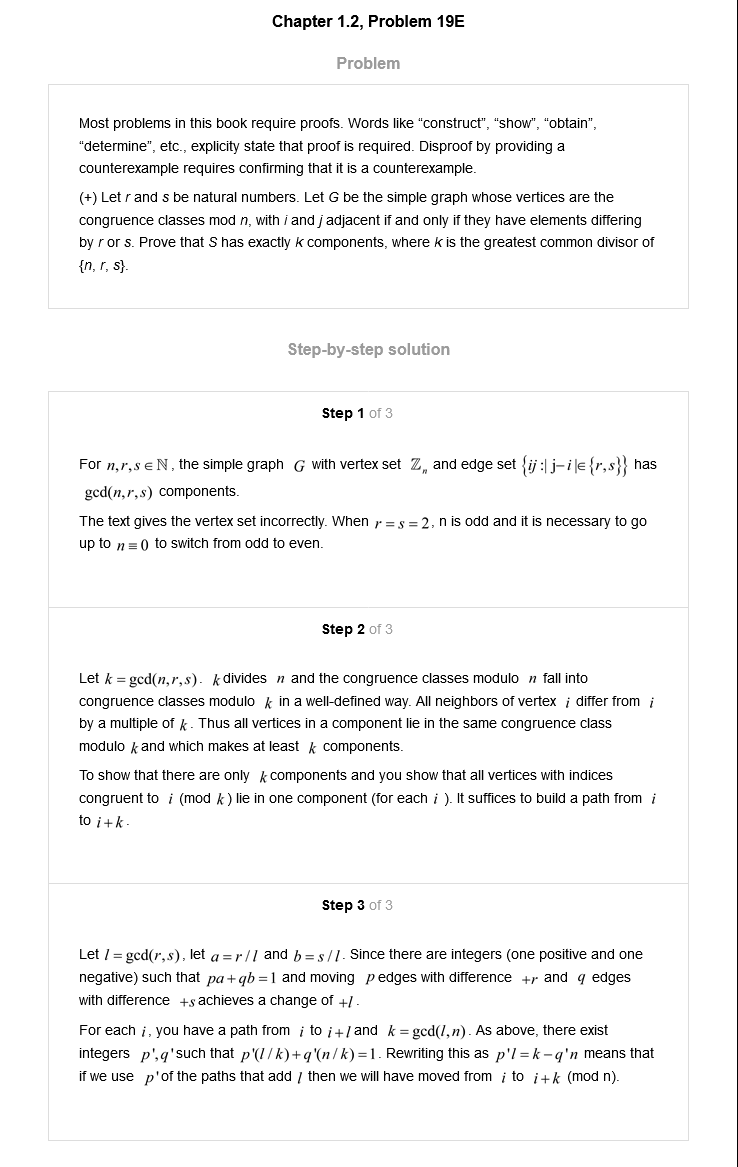 Chapter 1.2, Problem 19E
Problem
Most problems in this book require proofs. Words like “construct”, “show”, “obtain”,
“determine”, etc., explicity state that proof is required. Disproof by providing a
counterexample requires confirming that it is a counterexample.
(+) Let r and s be natural numbers. Let G be the simple graph whose vertices are the
congruence classes mod n, with i and j adjacent if and only if they have elements differing
by r or s. Prove that S has exactly k components, where k is the greatest common divisor of
{n, r, s}.
Step-by-step solution
Step 1 of 3
For n,r,s ∈ ℕ, the simple graph G with vertex set ℤₙ and edge set {ij:| j−i |∈{r,s}} has
gcd(n,r,s) components.
The text gives the vertex set incorrectly. When r = s = 2, n is odd and it is necessary to go
up to n ≡ 0 to switch from odd to even.
Step 2 of 3
Let k = gcd(n,r,s). k divides n and the congruence classes modulo n fall into
congruence classes modulo k in a well-defined way. All neighbors of vertex i differ from i
by a multiple of k. Thus all vertices in a component lie in the same congruence class
modulo k and which makes at least k components.
To show that there are only k components and you show that all vertices with indices
congruent to i (mod k) lie in one component (for each i ). It suffices to build a path from i
to i+k.
Step 3 of 3
Let l = gcd(r,s), let a = r/l and b = s/l. Since there are integers (one positive and one
negative) such that pa+qb=1 and moving p edges with difference +r and q edges
with difference +s achieves a change of +l.
For each i, you have a path from i to i+l and k = gcd(l,n). As above, there exist
integers p',q' such that p'(l/k)+q'(n/k)=1. Rewriting this as p'l = k−q'n means that
if we use p' of the paths that add l then we will have moved from i to i+k (mod n).